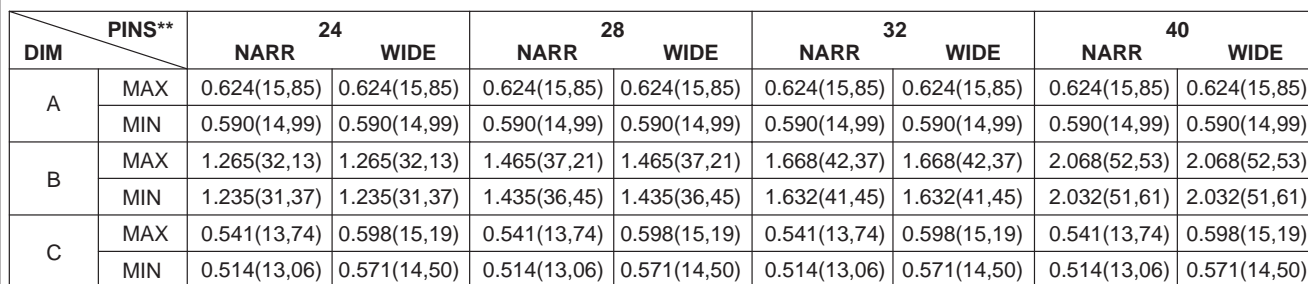 PINS** 24 28 32 40
DIM NARR WIDE NARR WIDE NARR WIDE NARR WIDE
A MAX 0.624(15,85) 0.624(15,85) 0.624(15,85) 0.624(15,85) 0.624(15,85) 0.624(15,85) 0.624(15,85) 0.624(15,85)
MIN 0.590(14,99) 0.590(14,99) 0.590(14,99) 0.590(14,99) 0.590(14,99) 0.590(14,99) 0.590(14,99) 0.590(14,99)
B MAX 1.265(32,13) 1.265(32,13) 1.465(37,21) 1.465(37,21) 1.668(42,37) 1.668(42,37) 2.068(52,53) 2.068(52,53)
MIN 1.235(31,37) 1.235(31,37) 1.435(36,45) 1.435(36,45) 1.632(41,45) 1.632(41,45) 2.032(51,61) 2.032(51,61)
C MAX 0.541(13,74) 0.598(15,19) 0.541(13,74) 0.598(15,19) 0.541(13,74) 0.598(15,19) 0.541(13,74) 0.598(15,19)
MIN 0.514(13,06) 0.571(14,50) 0.514(13,06) 0.571(14,50) 0.514(13,06) 0.571(14,50) 0.514(13,06) 0.571(14,50)